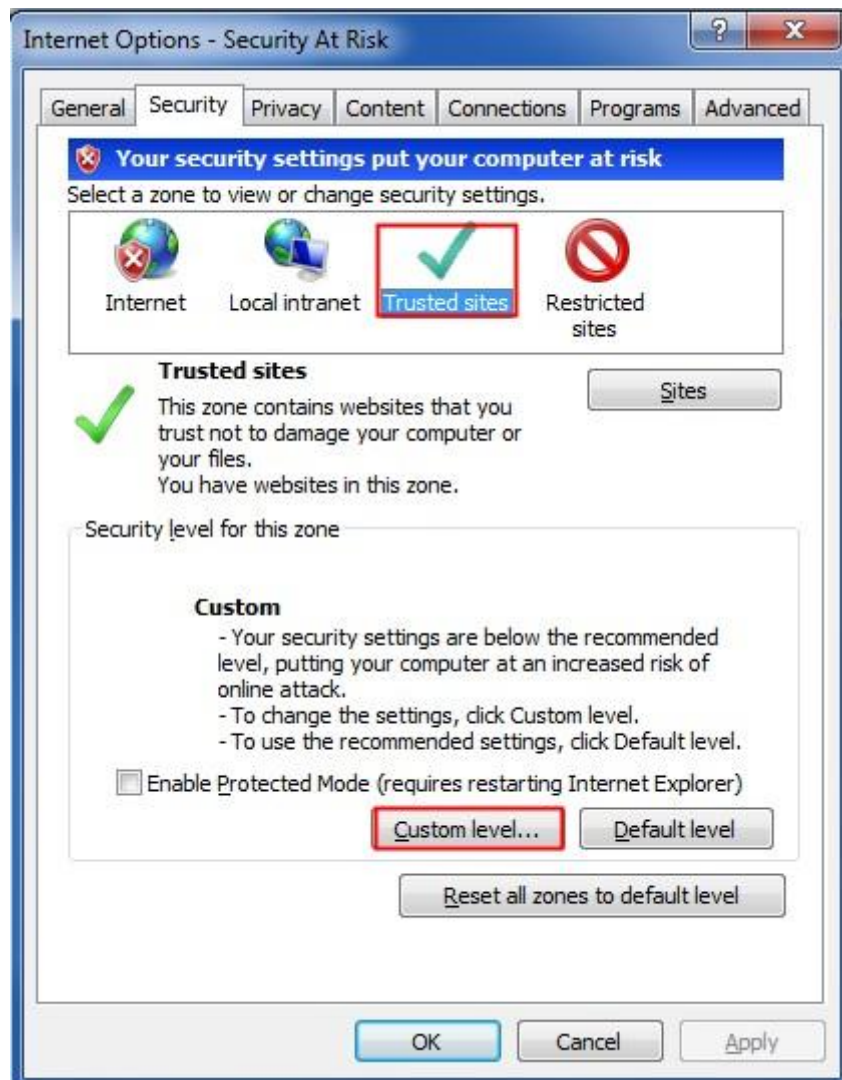 Internet Options - Security At Risk
?
X
General Security Privacy Content Connections Programs Advanced
Your security settings put your computer at risk
Select a zone to view or change security settings.
Internet Local intranet Trusted sites Restricted
sites
Trusted sites
Sites
This zone contains websites that you
trust not to damage your computer or
your files.
You have websites in this zone.
Security level for this zone
Custom
- Your security settings are below the recommended
level, putting your computer at an increased risk of
online attack.
- To change the settings, click Custom level.
- To use the recommended settings, click Default level.
Enable Protected Mode (requires restarting Internet Explorer)
Custom level... Default level
Reset all zones to default level
OK Cancel Apply